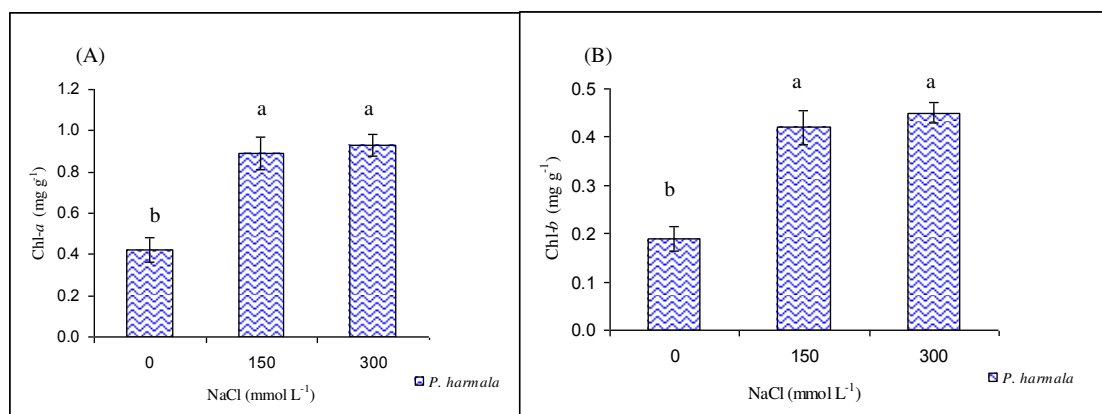 (A)
Chl-a (mg g⁻¹)
1.2
1.0
0.8
0.6
0.4
0.2
0.0
b
a
a
0
150
300
NaCl (mmol L⁻¹)
P. harmala
(B)
Chl-b (mg g⁻¹)
0.5
0.4
0.3
0.2
0.1
0.0
b
a
a
0
150
300
NaCl (mmol L⁻¹)
P. harmala